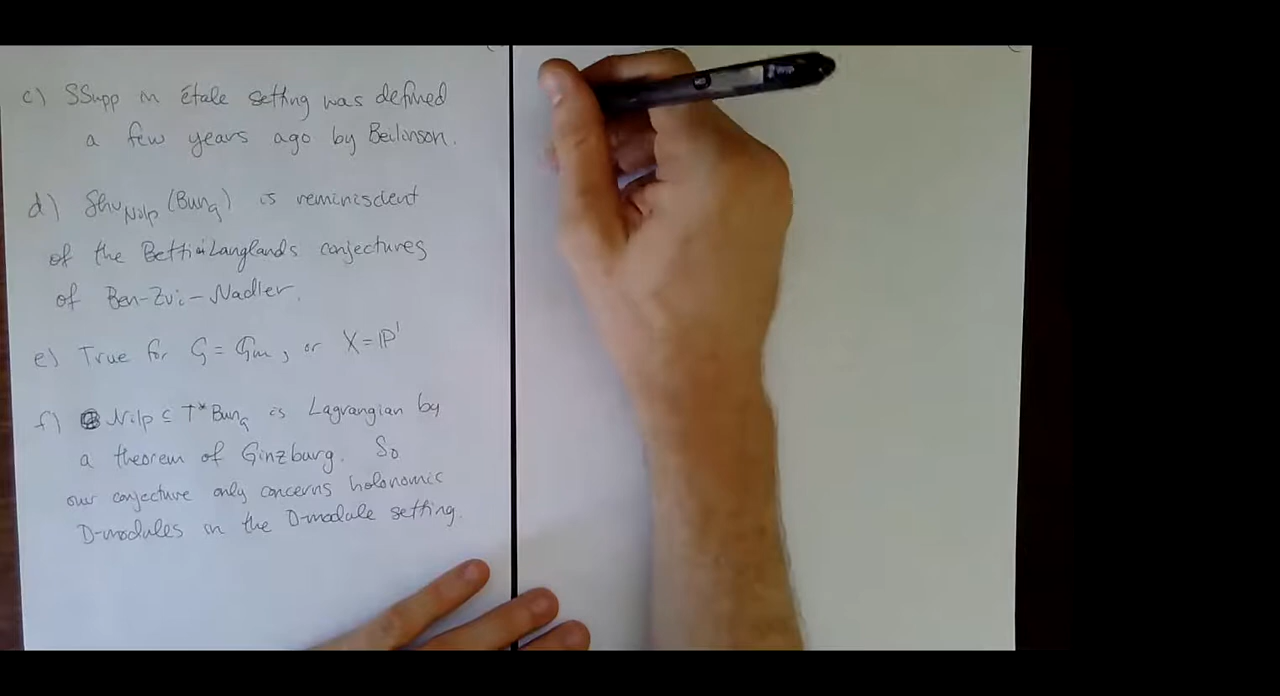 c) SSupp in étale setting was defined
a few years ago by Beilinson.
d) Shv_Nilp (Bun_G) is reminiscent
of the Betti Langlands conjectures
of Ben-Zvi-Nadler.
e) True for G = Gm, or X = P¹
f) Nilp ⊆ T*Bun_G is Lagrangian by
a theorem of Ginzburg. So
our conjecture only concerns holonomic
D-modules in the D-module setting.